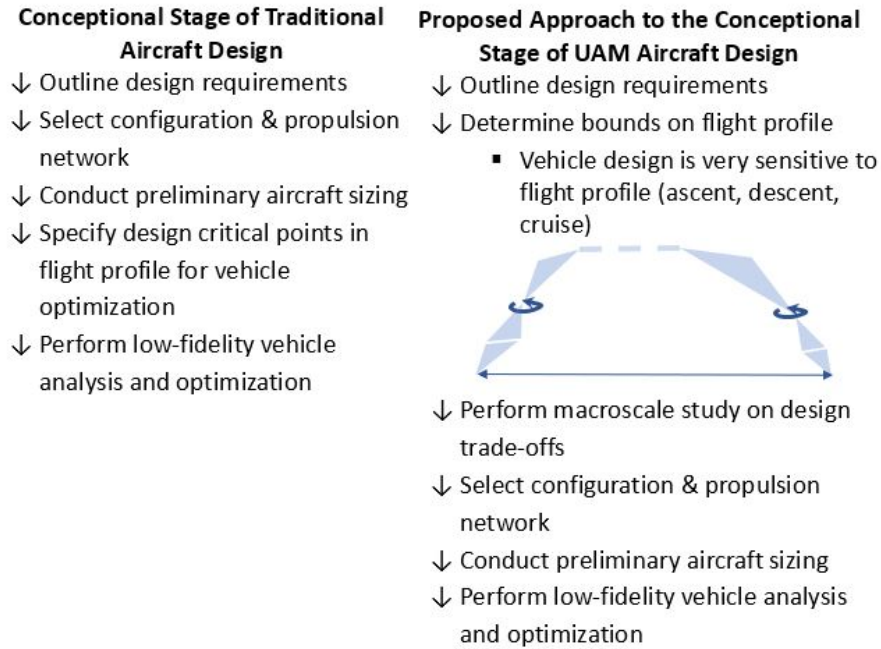 Conceptional Stage of Traditional
Aircraft Design
↓ Outline design requirements
↓ Select configuration & propulsion
network
↓ Conduct preliminary aircraft sizing
↓ Specify design critical points in
flight profile for vehicle
optimization
↓ Perform low-fidelity vehicle
analysis and optimization
Proposed Approach to the Conceptional
Stage of UAM Aircraft Design
↓ Outline design requirements
↓ Determine bounds on flight profile
▪ Vehicle design is very sensitive to
flight profile (ascent, descent,
cruise)
↓ Perform macroscale study on design
trade-offs
↓ Select configuration & propulsion
network
↓ Conduct preliminary aircraft sizing
↓ Perform low-fidelity vehicle analysis
and optimization